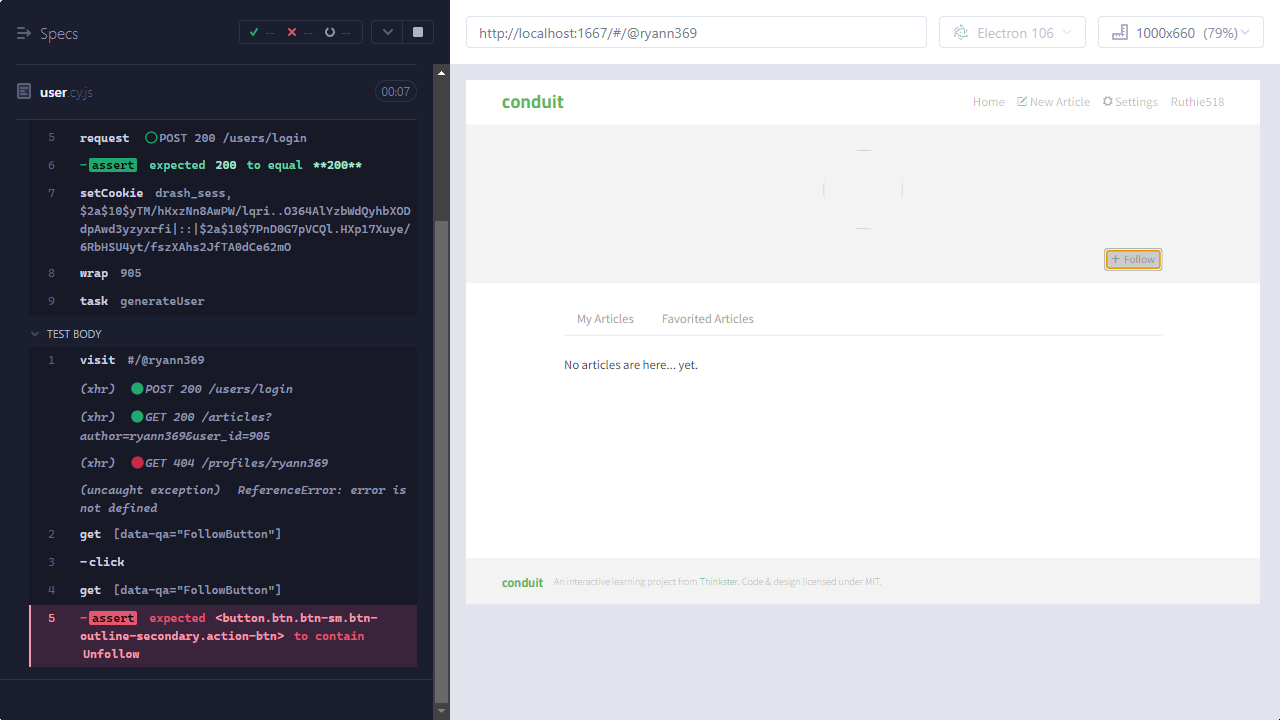 Specs
-- -- --
user.cy.js 00:07
5 request POST 200 /users/login
6 -assert expected 200 to equal **200**
7 setCookie drash_sess,
$2a$10$yTM/hKxzNn8AwPW/lqri..O364AlYzbWdQyhbXOD
dpAwd3yzyxrfi|::|$2a$10$7PnD0G7pVCQl.HXp17Xuye/
6RbHSU4yt/fszXAhs2JfTA0dCe62mO
8 wrap 905
9 task generateUser
TEST BODY
1 visit #/@ryann369
(xhr) POST 200 /users/login
(xhr) GET 200 /articles?
author=ryann369&user_id=905
(xhr) GET 404 /profiles/ryann369
(uncaught exception) ReferenceError: error is
not defined
2 get [data-qa="FollowButton"]
3 -click
4 get [data-qa="FollowButton"]
5 -assert expected <button.btn.btn-sm.btn-
outline-secondary.action-btn> to contain
Unfollow
http://localhost:1667/#/@ryann369
Electron 106
1000x660 (79%)
conduit
Home New Article Settings Ruthie518
+ Follow
My Articles Favorited Articles
No articles are here... yet.
conduit An interactive learning project from Thinkster. Code & design licensed under MIT.